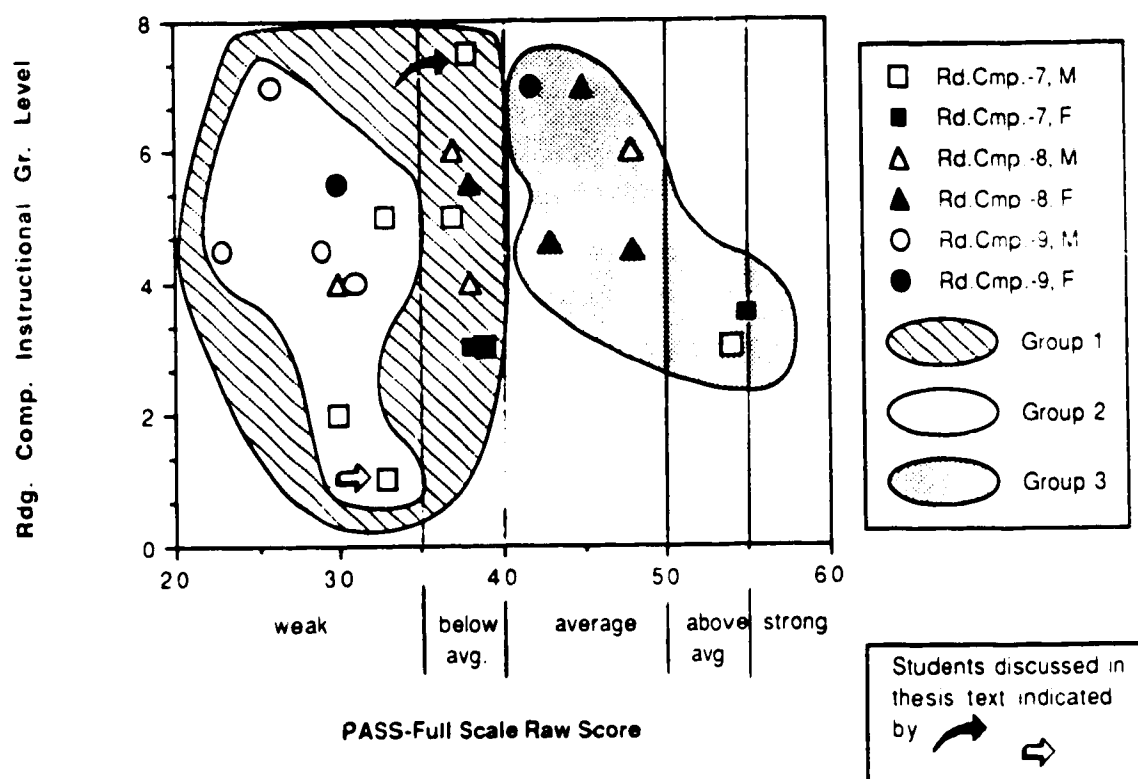 Rdg. Comp. Instructional Gr. Level
8
6
4
2
0
20
30
40
50
60
weak
below
avg.
average
above
avg
strong
PASS-Full Scale Raw Score
Rd.Cmp.-7, M
Rd.Cmp.-7, F
Rd.Cmp.-8, M
Rd.Cmp.-8, F
Rd.Cmp.-9, M
Rd.Cmp.-9, F
Group 1
Group 2
Group 3
Students discussed in
thesis text indicated
by